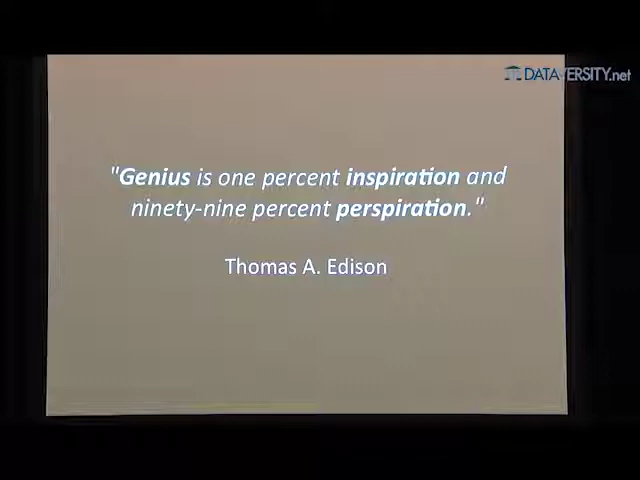 DATAVERSITY.net
"Genius is one percent inspiration and
ninety-nine percent perspiration."
Thomas A. Edison